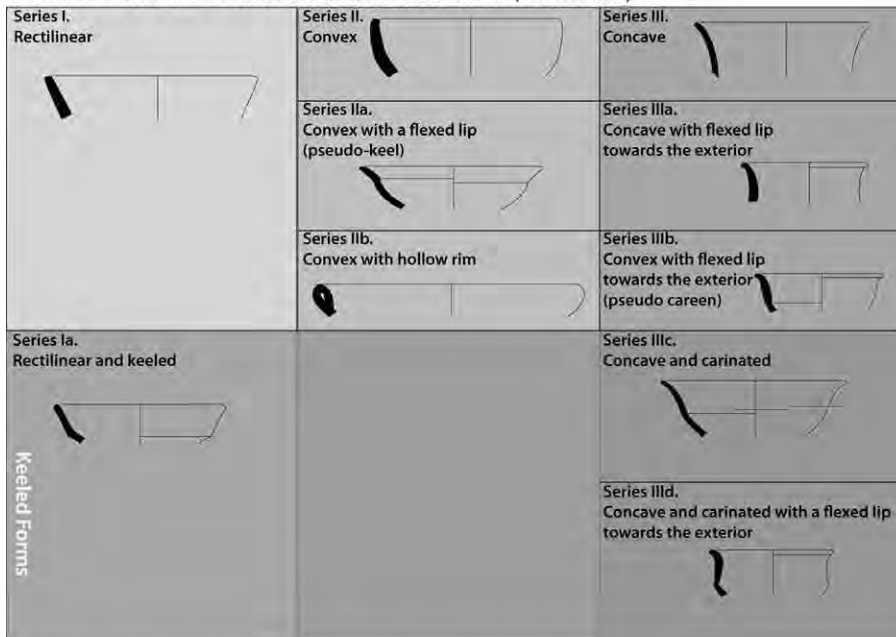 Series I.
Rectilinear
Series II.
Convex
Series III.
Concave
Series IIa.
Convex with a flexed lip
(pseudo-keel)
Series IIIa.
Concave with flexed lip
towards the exterior
Series IIb.
Convex with hollow rim
Series IIIb.
Convex with flexed lip
towards the exterior
(pseudo careen)
Series Ia.
Rectilinear and keeled
Series IIIc.
Concave and carinated
Series IIId.
Concave and carinated with a flexed lip
towards the exterior
Keeled Forms